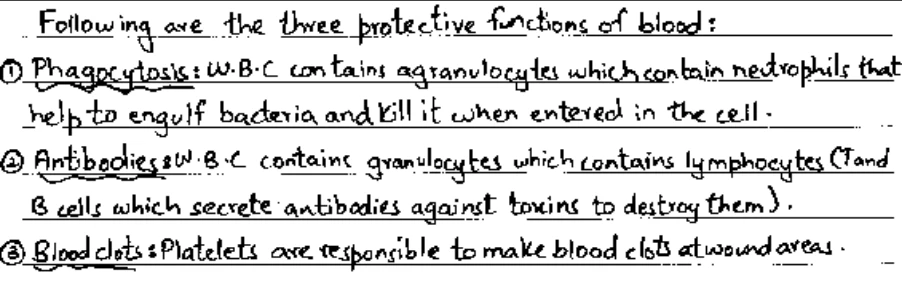 Following are the three protective functions of blood:
① Phagocytosis: W.B.C contains agranulocytes which contain neutrophils that
help to engulf bacteria and kill it when entered in the cell.
② Antibodies: W.B.C contains granulocytes which contains lymphocytes (T and
B cells which secrete antibodies against toxins to destroy them).
③ Blood clots: Platelets are responsible to make blood clots at wound areas.